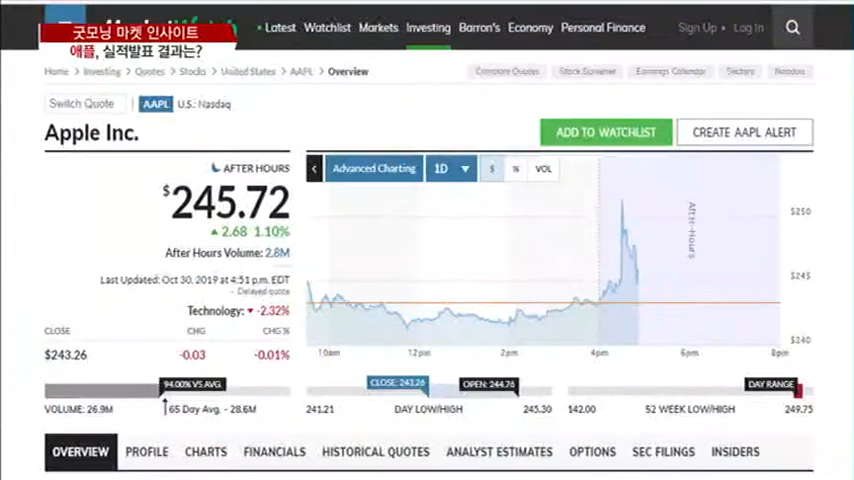 굿모닝 마켓 인사이트
애플, 실적발표 결과는?
Latest Watchlist Markets Investing Barron's Economy Personal Finance Sign Up • Log In
Home > Investing > Quotes > Stocks > United States > AAPL > Overview
Compare Quotes Stock Screener Earnings Calendar Sectors Nasdaq
Switch Quote AAPL U.S.: Nasdaq
Apple Inc.
ADD TO WATCHLIST CREATE AAPL ALERT
AFTER HOURS
$245.72
▲ 2.68 1.10%
After Hours Volume: 2.8M
Last Updated: Oct 30, 2019 at 4:51 p.m. EDT
- Delayed quote
Technology: ▼ -2.32%
CLOSE CHG CHG %
$243.26 -0.03 -0.01%
Advanced Charting 1D ▼ $ % VOL
After-Hours
$250
$245
$240
10am 12pm 2pm 4pm 6pm 8pm
94.00% VS AVG.
VOLUME: 26.9M 65 Day Avg. - 28.6M
CLOSE: 243.26 OPEN: 244.76
241.21 DAY LOW/HIGH 245.30
DAY RANGE
142.00 52 WEEK LOW/HIGH 249.75
OVERVIEW PROFILE CHARTS FINANCIALS HISTORICAL QUOTES ANALYST ESTIMATES OPTIONS SEC FILINGS INSIDERS